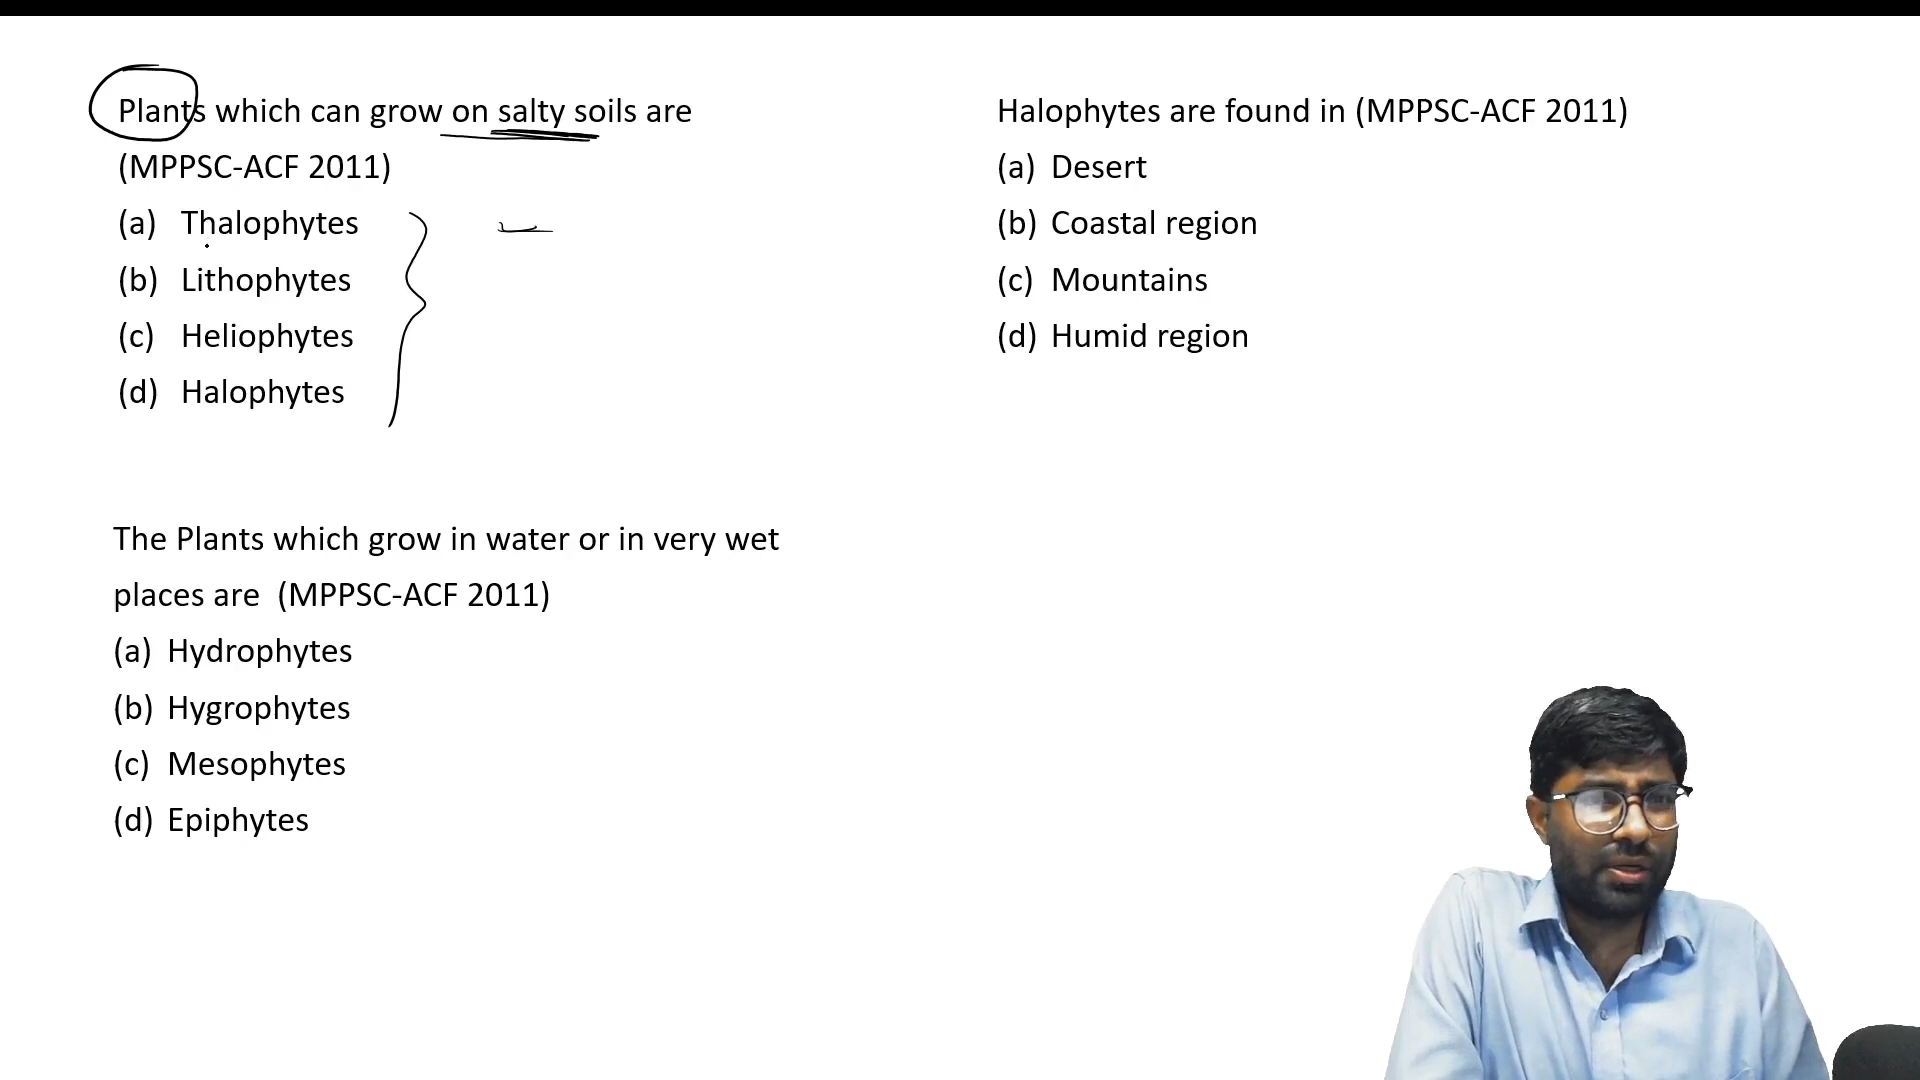 Plants which can grow on salty soils are
(MPPSC-ACF 2011)
(a) Thalophytes
(b) Lithophytes
(c) Heliophytes
(d) Halophytes
The Plants which grow in water or in very wet
places are (MPPSC-ACF 2011)
(a) Hydrophytes
(b) Hygrophytes
(c) Mesophytes
(d) Epiphytes
Halophytes are found in (MPPSC-ACF 2011)
(a) Desert
(b) Coastal region
(c) Mountains
(d) Humid region